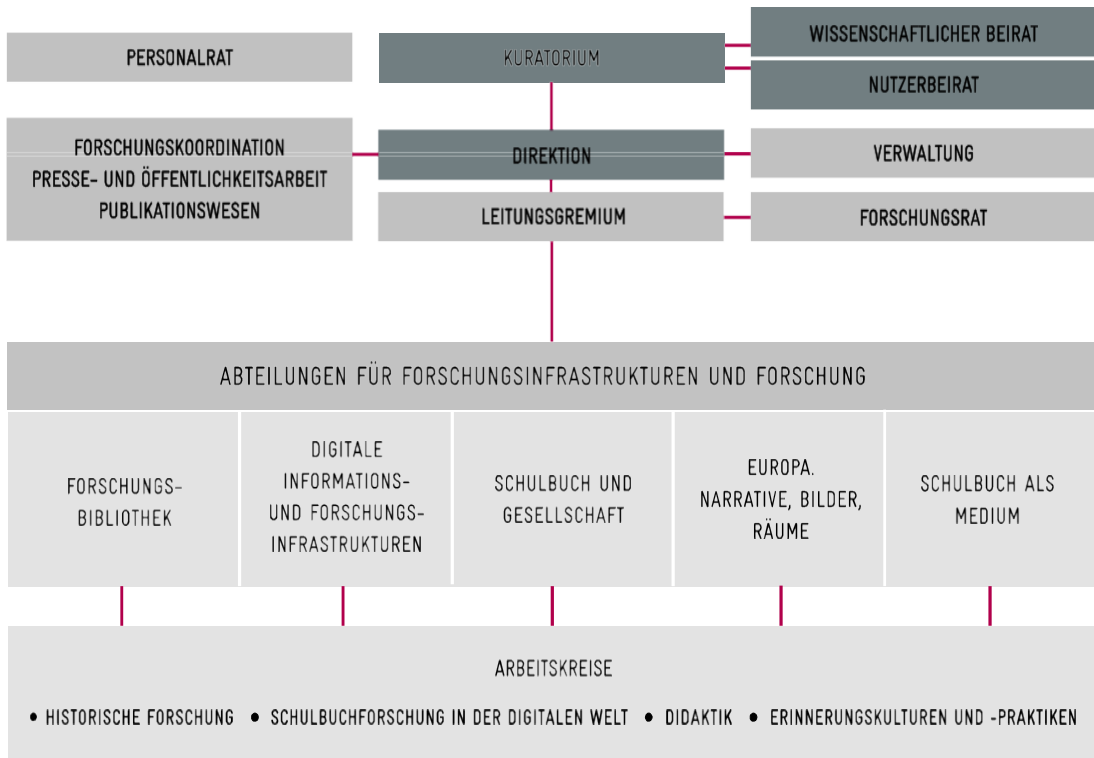 PERSONALRAT
KURATORIUM
WISSENSCHAFTLICHER BEIRAT
NUTZERBEIRAT
FORSCHUNGSKOORDINATION
PRESSE- UND ÖFFENTLICHKEITSARBEIT
PUBLIKATIONSWESEN
DIREKTION
VERWALTUNG
LEITUNGSGREMIUM
FORSCHUNGSRAT
ABTEILUNGEN FÜR FORSCHUNGSINFRASTRUKTUREN UND FORSCHUNG
FORSCHUNGS-
BIBLIOTHEK
DIGITALE
INFORMATIONS-
UND FORSCHUNGS-
INFRASTRUKTUREN
SCHULBUCH UND
GESELLSCHAFT
EUROPA.
NARRATIVE, BILDER,
RÄUME
SCHULBUCH ALS
MEDIUM
ARBEITSKREISE
• HISTORISCHE FORSCHUNG • SCHULBUCHFORSCHUNG IN DER DIGITALEN WELT • DIDAKTIK • ERINNERUNGSKULTUREN UND -PRAKTIKEN